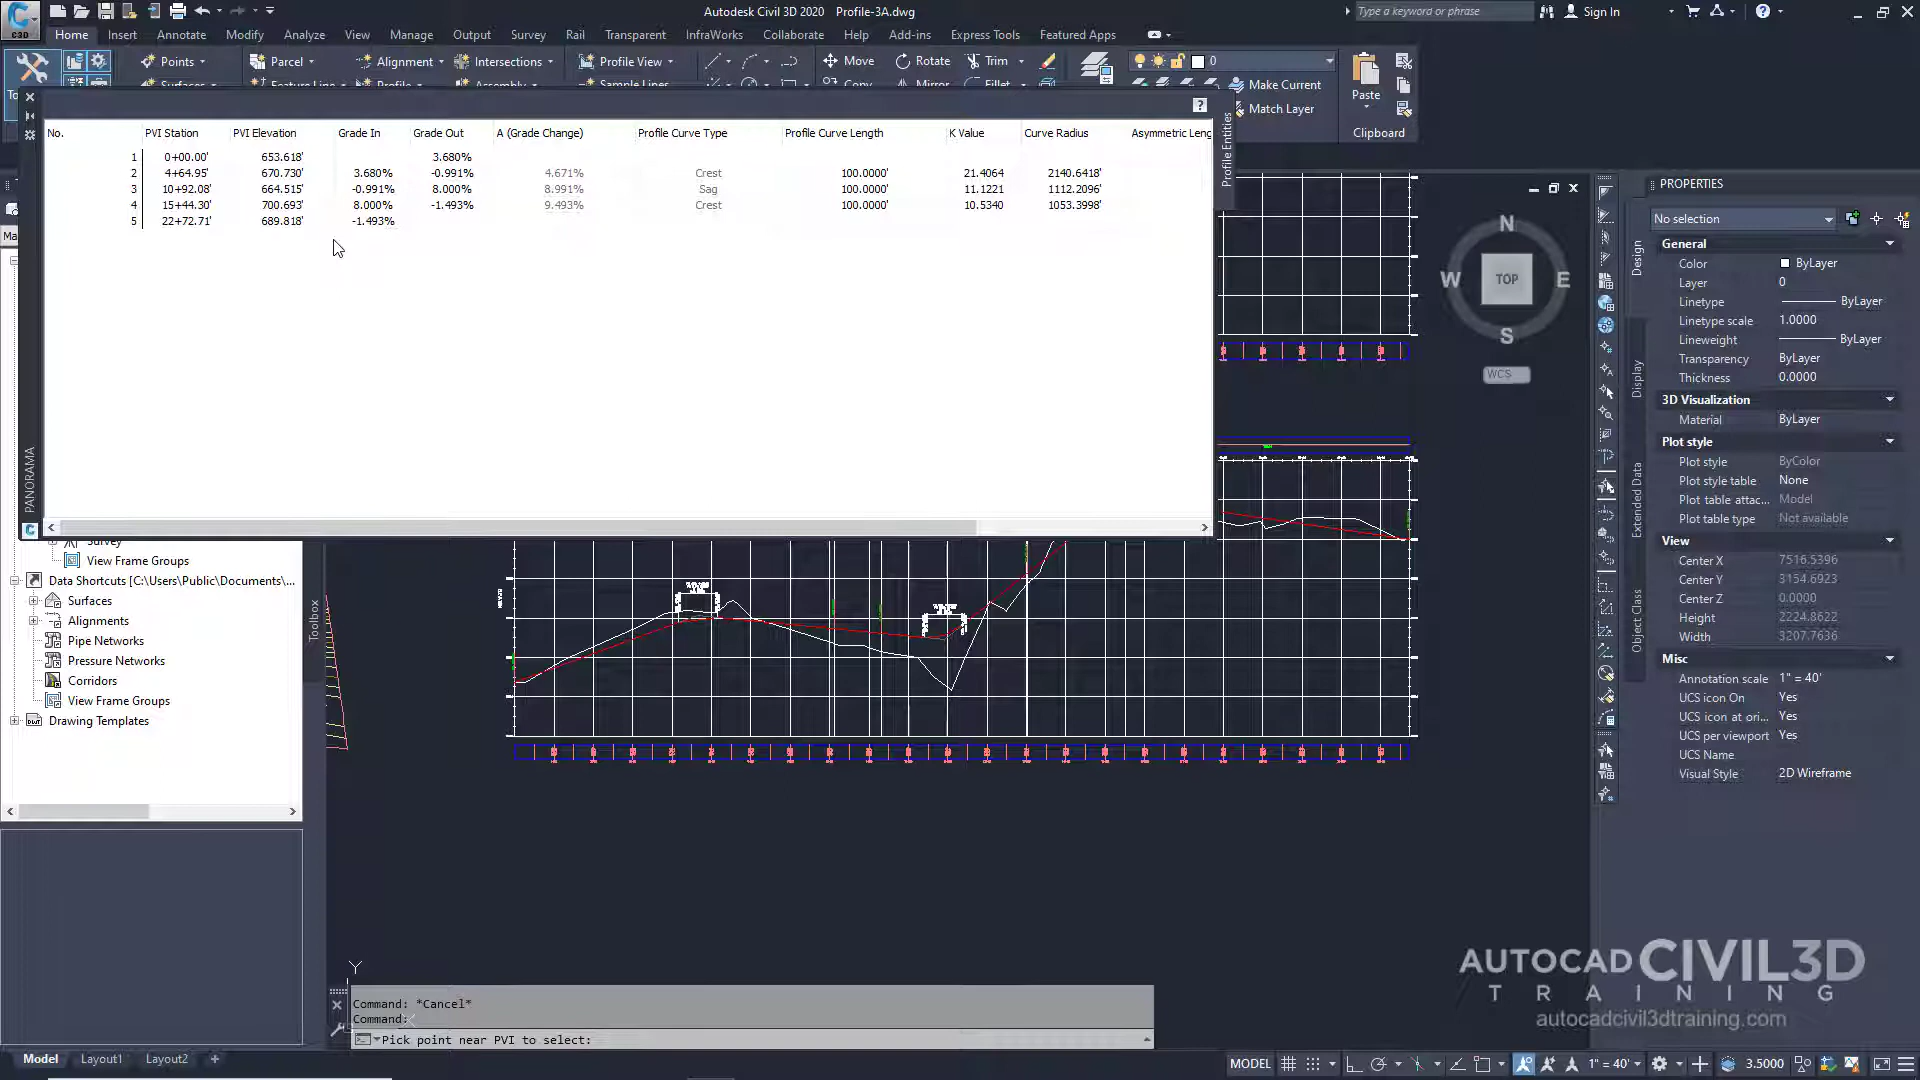 Autodesk Civil 3D 2020 Profile-3A.dwg
Type a keyword or phrase
Sign In
C3D
Home Insert Annotate Modify Analyze View Manage Output Survey Rail Transparent InfraWorks Collaborate Help Add-ins Express Tools Featured Apps
Points Parcel Alignment Intersections Profile View Move Rotate Trim 0
Make Current
Match Layer
Paste
Clipboard
No. PVI Station PVI Elevation Grade In Grade Out A (Grade Change) Profile Curve Type Profile Curve Length K Value Curve Radius Asymmetric Leng
1 0+00.00' 653.618' 3.680%
2 4+64.95' 670.730' 3.680% -0.991% 4.671% Crest 100.0000' 21.4064 2140.6418'
3 10+92.08' 664.515' -0.991% 8.000% 8.991% Sag 100.0000' 11.1221 1112.2096'
4 15+44.30' 700.693' 8.000% -1.493% 9.493% Crest 100.0000' 10.5340 1053.3998'
5 22+72.71' 689.818' -1.493%
Profile Entities
PANORAMA
Ma
Survey
View Frame Groups
Data Shortcuts [C:\Users\Public\Documents\...
Surfaces
Alignments
Pipe Networks
Pressure Networks
Corridors
View Frame Groups
Drawing Templates
Toolbox
N
W TOP E
S
WCS
PROPERTIES
No selection
General
Color ByLayer
Layer 0
Linetype ByLayer
Linetype scale 1.0000
Lineweight ByLayer
Transparency ByLayer
Thickness 0.0000
3D Visualization
Material ByLayer
Plot style
Plot style ByColor
Plot style table None
Plot table attac... Model
Plot table type Not available
View
Center X 7516.5396
Center Y 3154.6923
Center Z 0.0000
Height 2224.8622
Width 3207.7636
Misc
Annotation scale 1" = 40'
UCS icon On Yes
UCS icon at ori... Yes
UCS per viewport Yes
UCS Name
Visual Style 2D Wireframe
Design
Display
Extended Data
Object Class
Y
Command: *Cancel*
Command:
Pick point near PVI to select:
AUTOCAD CIVIL3D
TRAINING
autocadcivil3dtraining.com
Model Layout1 Layout2 +
MODEL 1" = 40' 3.5000